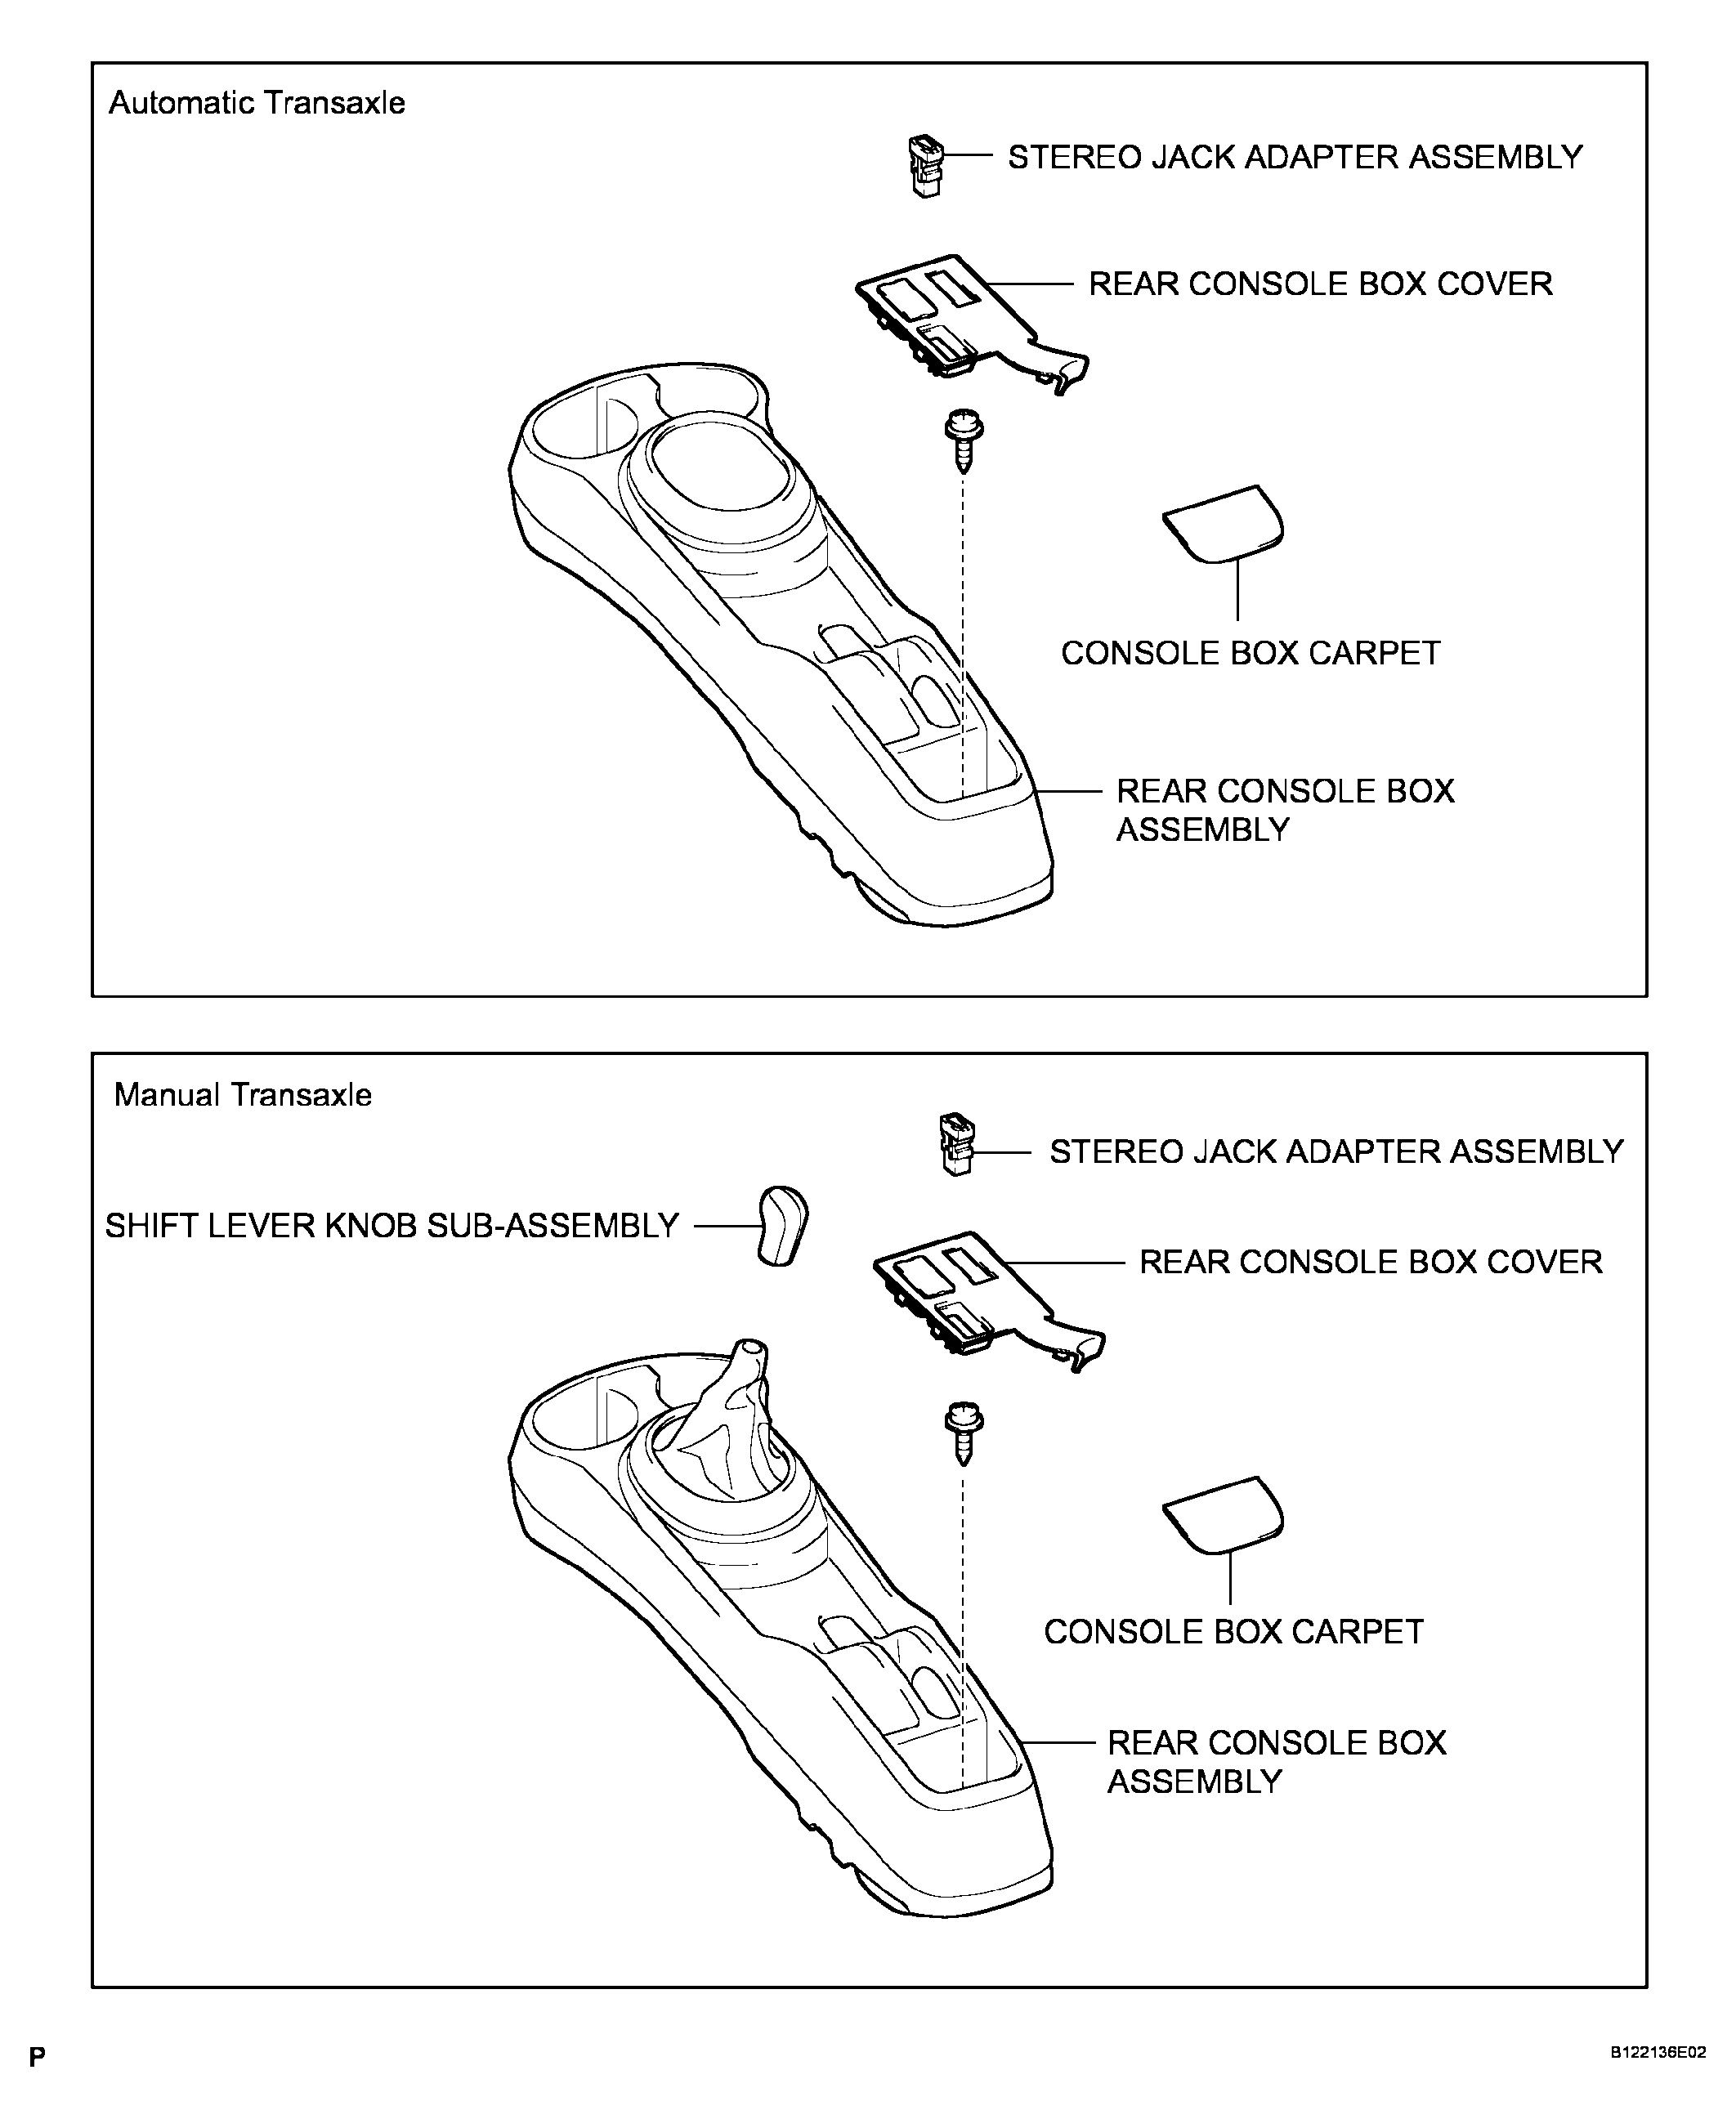 Automatic Transaxle
STEREO JACK ADAPTER ASSEMBLY
REAR CONSOLE BOX COVER
CONSOLE BOX CARPET
REAR CONSOLE BOX
ASSEMBLY
Manual Transaxle
STEREO JACK ADAPTER ASSEMBLY
SHIFT LEVER KNOB SUB-ASSEMBLY
REAR CONSOLE BOX COVER
CONSOLE BOX CARPET
REAR CONSOLE BOX
ASSEMBLY
P
B122136E02